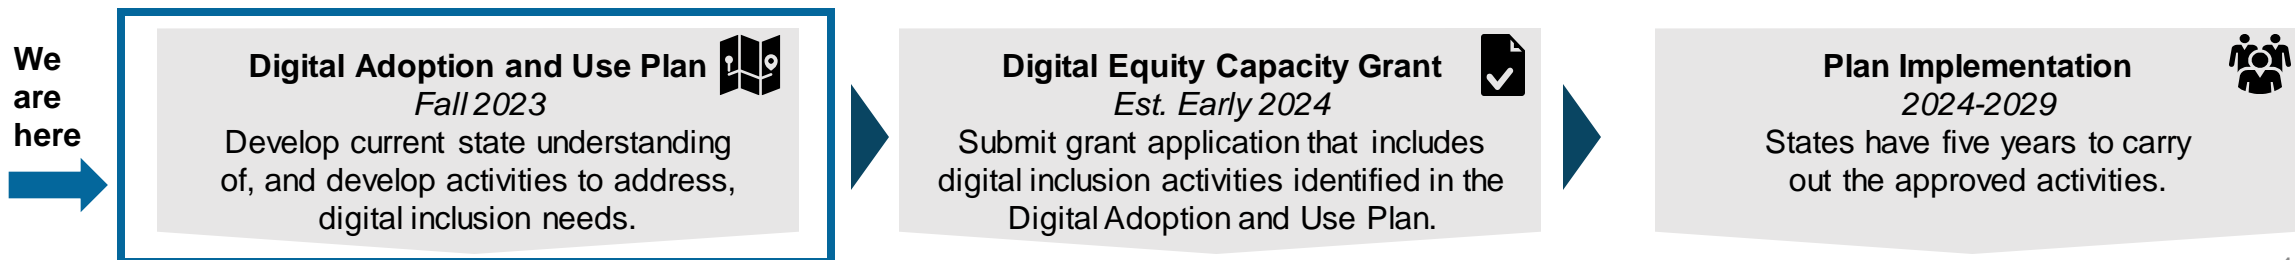 We
are
here
Digital Adoption and Use Plan
Fall 2023
Develop current state understanding
of, and develop activities to address,
digital inclusion needs.
Digital Equity Capacity Grant
Est. Early 2024
Submit grant application that includes
digital inclusion activities identified in the
Digital Adoption and Use Plan.
Plan Implementation
2024-2029
States have five years to carry
out the approved activities.